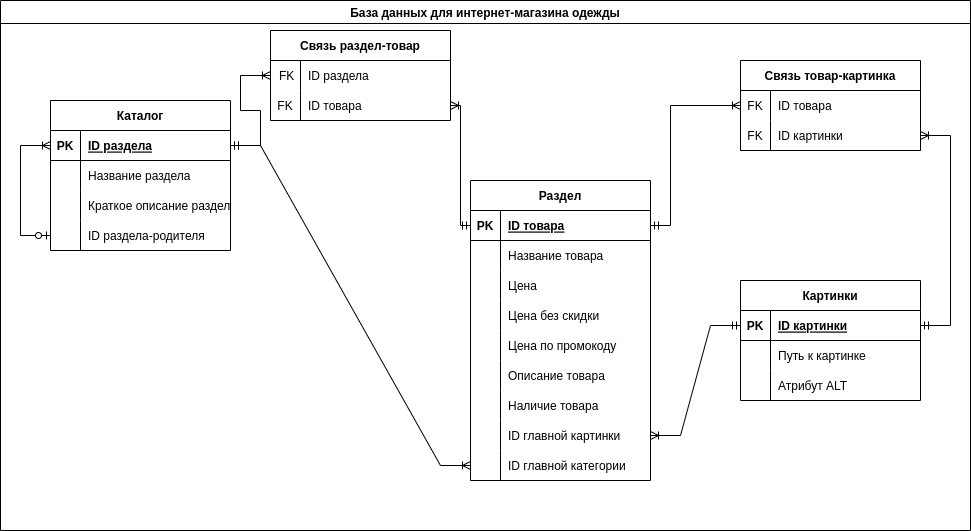 База данных для интернет-магазина одежды
Связь раздел-товар
FK ID раздела
FK ID товара
Каталог
PK ID раздела
Название раздела
Краткое описание раздел
ID раздела-родителя
Раздел
PK ID товара
Название товара
Цена
Цена без скидки
Цена по промокоду
Описание товара
Наличие товара
ID главной картинки
ID главной категории
Связь товар-картинка
FK ID товара
FK ID картинки
Картинки
PK ID картинки
Путь к картинке
Атрибут ALT